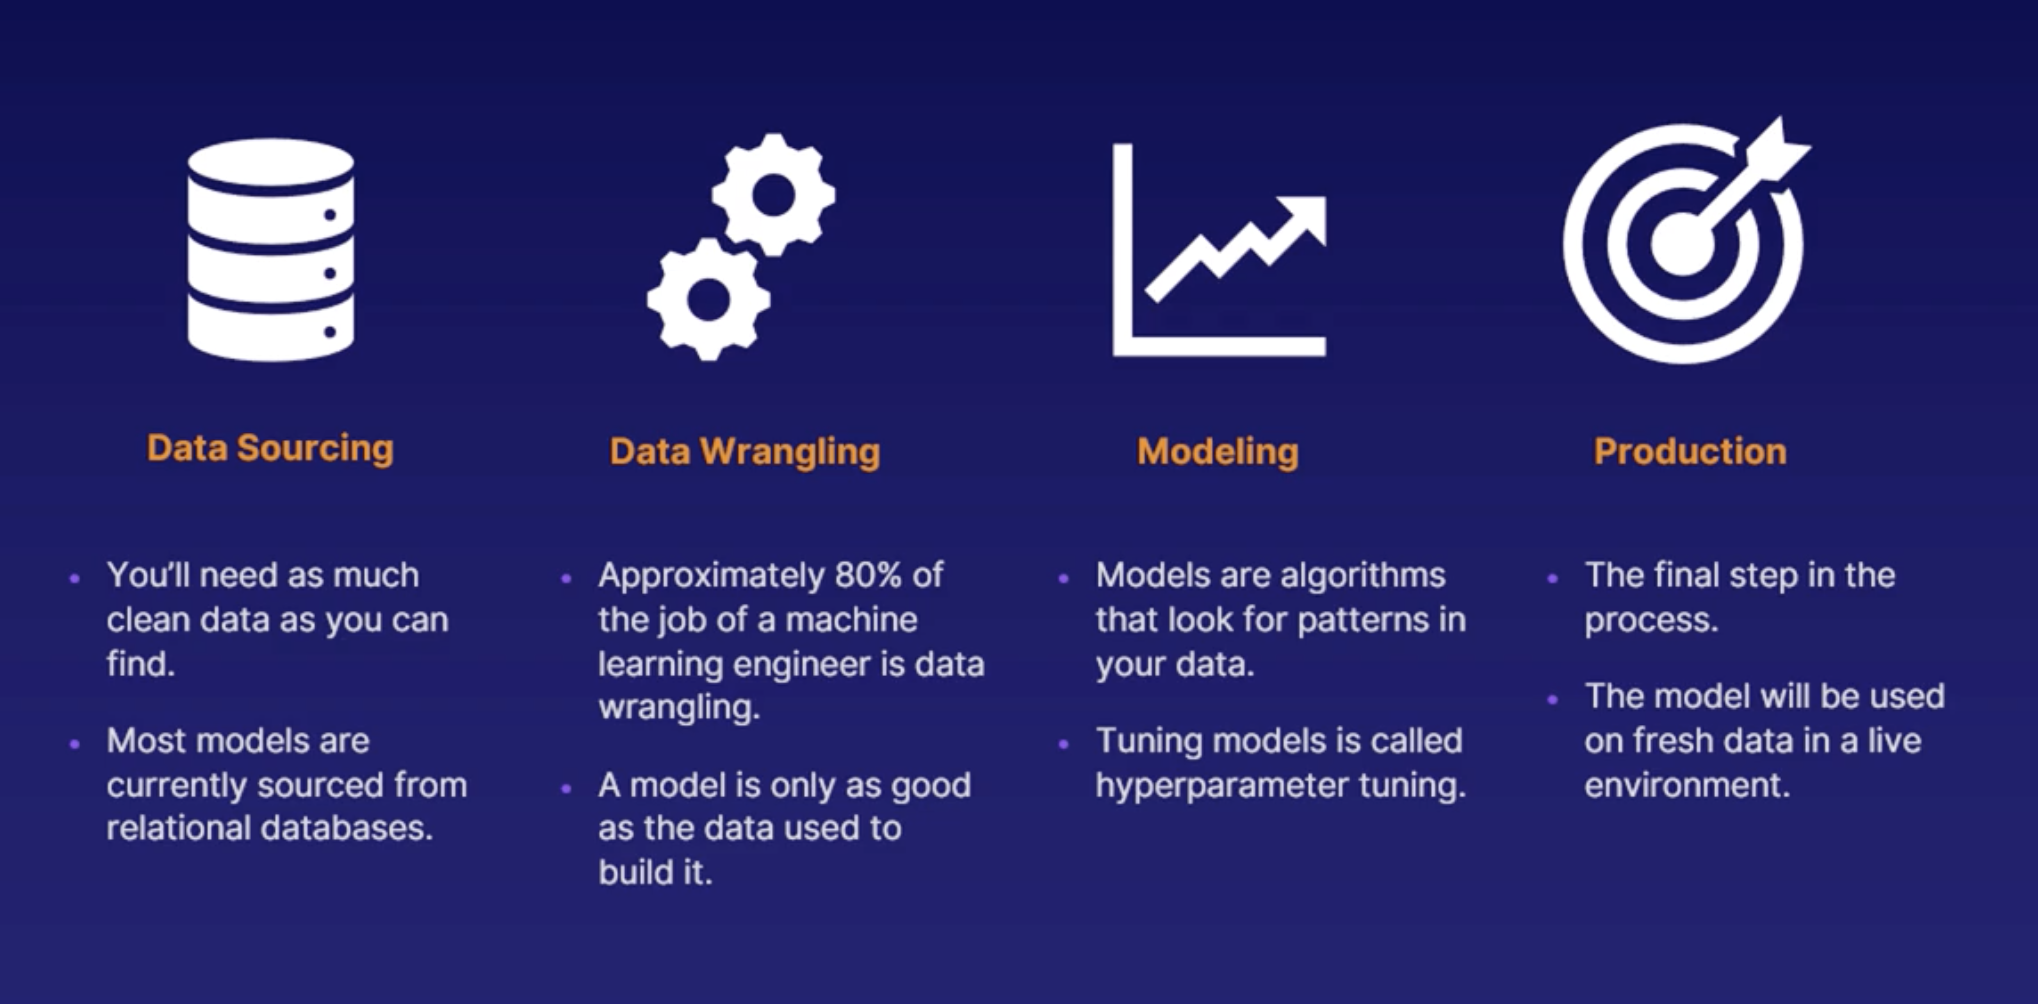 Data Sourcing
You'll need as much
clean data as you can
find.
Most models are
currently sourced from
relational databases.
Data Wrangling
Approximately 80% of
the job of a machine
learning engineer is data
wrangling.
A model is only as good
as the data used to
build it.
Modeling
Models are algorithms
that look for patterns in
your data.
Tuning models is called
hyperparameter tuning.
Production
The final step in the
process.
The model will be used
on fresh data in a live
environment.